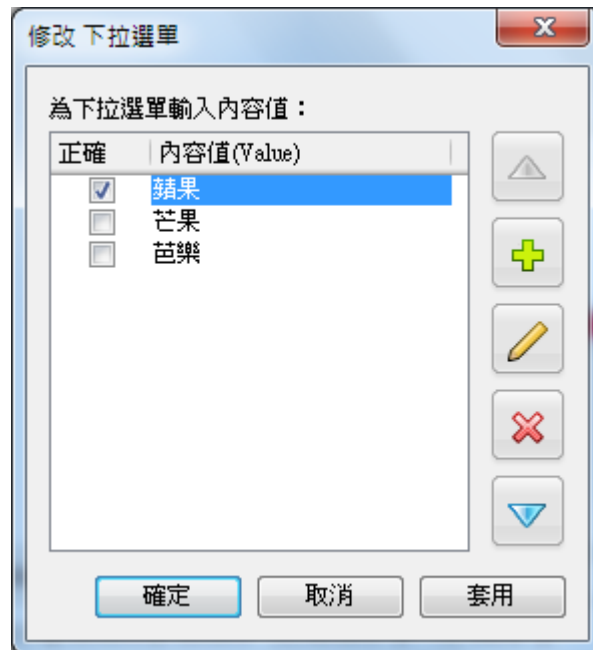 修改 下拉選單
為下拉選單輸入內容值：
正確 內容值(Value)
蘋果
芒果
芭樂
確定 取消 套用